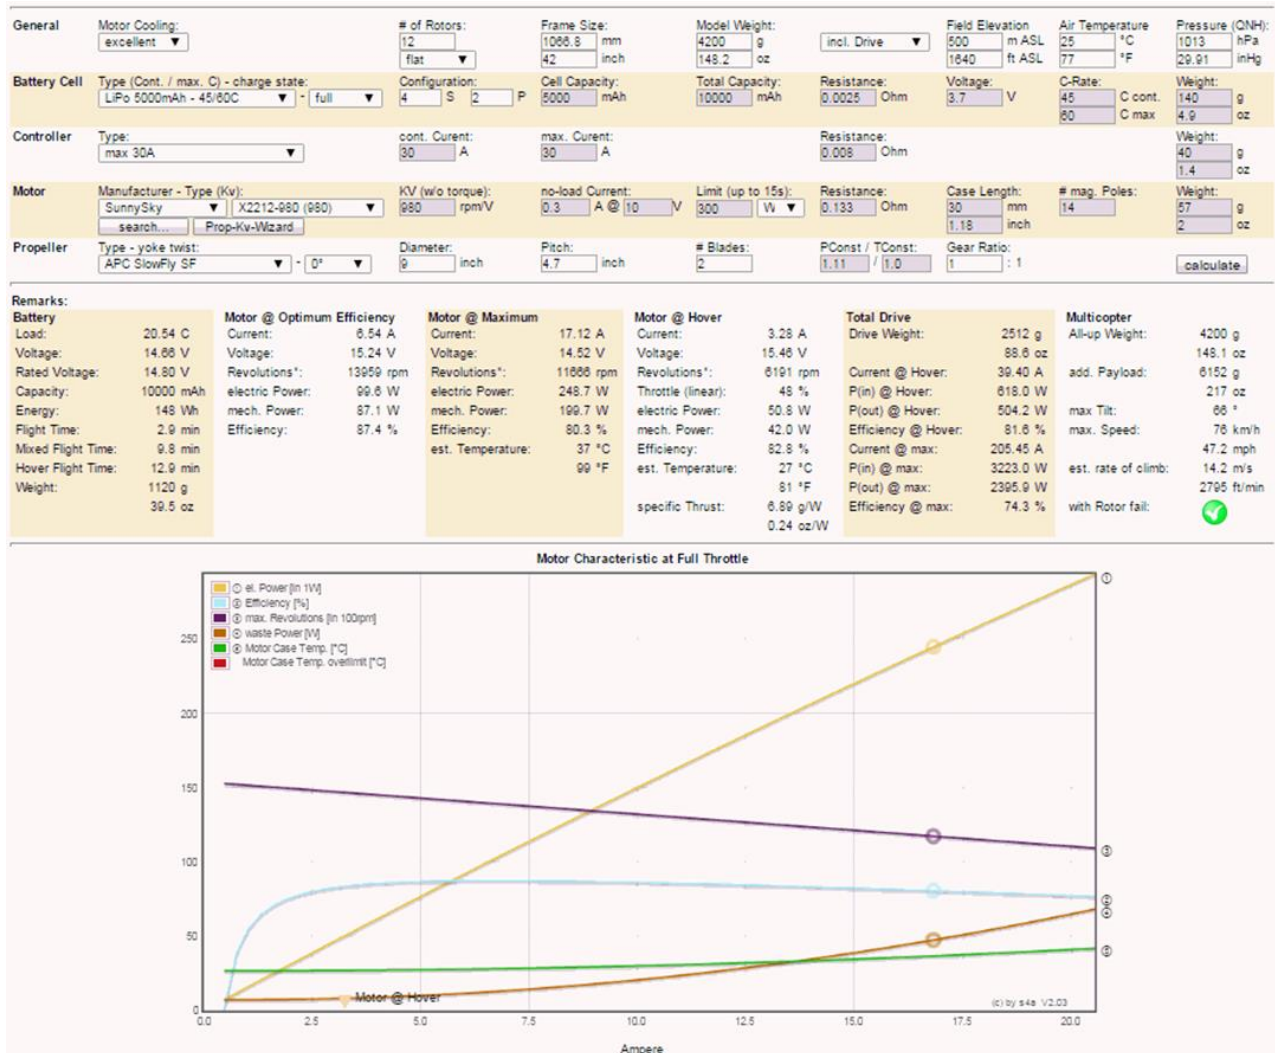 General Motor Cooling: # of Rotors: Frame Size: Model Weight: Field Elevation Air Temperature Pressure (QNH):
excellent ▼ 12 1066.8 mm 4200 g incl. Drive ▼ 500 m ASL 25 °C 1013 hPa
flat ▼ 42 inch 148.2 oz 1640 ft ASL 77 °F 29.91 inHg
Battery Cell Type (Cont. / max. C) - charge state: Configuration: Cell Capacity: Total Capacity: Resistance: Voltage: C-Rate: Weight:
LiPo 5000mAh - 45/60C ▼ - full ▼ 4 S 2 P 5000 mAh 10000 mAh 0.0025 Ohm 3.7 V 45 C cont. 140 g
60 C max 4.9 oz
Controller Type: cont. Curent: max. Curent: Resistance: Weight:
max 30A ▼ 30 A 30 A 0.008 Ohm 40 g
1.4 oz
Motor Manufacturer - Type (Kv): KV (w/o torque): no-load Current: Limit (up to 15s): Resistance: Case Length: # mag. Poles: Weight:
SunnySky ▼ X2212-980 (980) ▼ 980 rpm/V 0.3 A @ 10 V 300 W ▼ 0.133 Ohm 30 mm 14 57 g
search... Prop-Kv-Wizard 1.18 inch 2 oz
Propeller Type - yoke twist: Diameter: Pitch: # Blades: PConst / TConst: Gear Ratio:
APC SlowFly SF ▼ - 0° ▼ 9 inch 4.7 inch 2 1.11 / 1.0 1 : 1 calculate
Remarks:
Battery Motor @ Optimum Efficiency Motor @ Maximum Motor @ Hover Total Drive Multicopter
Load: 20.54 C Current: 6.54 A Current: 17.12 A Current: 3.28 A Drive Weight: 2512 g All-up Weight: 4200 g
Voltage: 14.66 V Voltage: 15.24 V Voltage: 14.52 V Voltage: 15.46 V 88.6 oz 148.1 oz
Rated Voltage: 14.80 V Revolutions*: 13959 rpm Revolutions*: 11666 rpm Revolutions*: 6191 rpm Current @ Hover: 39.40 A add. Payload: 6152 g
Capacity: 10000 mAh electric Power: 99.6 W electric Power: 248.7 W Throttle (linear): 48 % P(in) @ Hover: 618.0 W 217 oz
Energy: 148 Wh mech. Power: 87.1 W mech. Power: 199.7 W electric Power: 50.8 W P(out) @ Hover: 504.2 W max Tilt: 66 °
Flight Time: 2.9 min Efficiency: 87.4 % Efficiency: 80.3 % mech. Power: 42.0 W Efficiency @ Hover: 81.6 % max. Speed: 76 km/h
Mixed Flight Time: 9.8 min est. Temperature: 37 °C Efficiency: 82.8 % Current @ max: 205.45 A 47.2 mph
Hover Flight Time: 12.9 min 99 °F est. Temperature: 27 °C P(in) @ max: 3223.0 W est. rate of climb: 14.2 m/s
Weight: 1120 g 81 °F P(out) @ max: 2395.9 W 2795 ft/min
39.5 oz specific Thrust: 6.89 g/W Efficiency @ max: 74.3 % with Rotor fail:
0.24 oz/W
Motor Characteristic at Full Throttle
① el. Power [in 1W] ①
② Efficiency [%]
③ max. Revolutions [in 100rpm]
④ waste Power [W]
250 ⑤ Motor Case Temp. [°C]
Motor Case Temp. overlimit [°C]
200
150
③
100
②
④
50
⑤
Motor @ Hover
(c) by s4a V2.03
0
0.0 2.5 5.0 7.5 10.0 12.5 15.0 17.5 20.0
Ampere